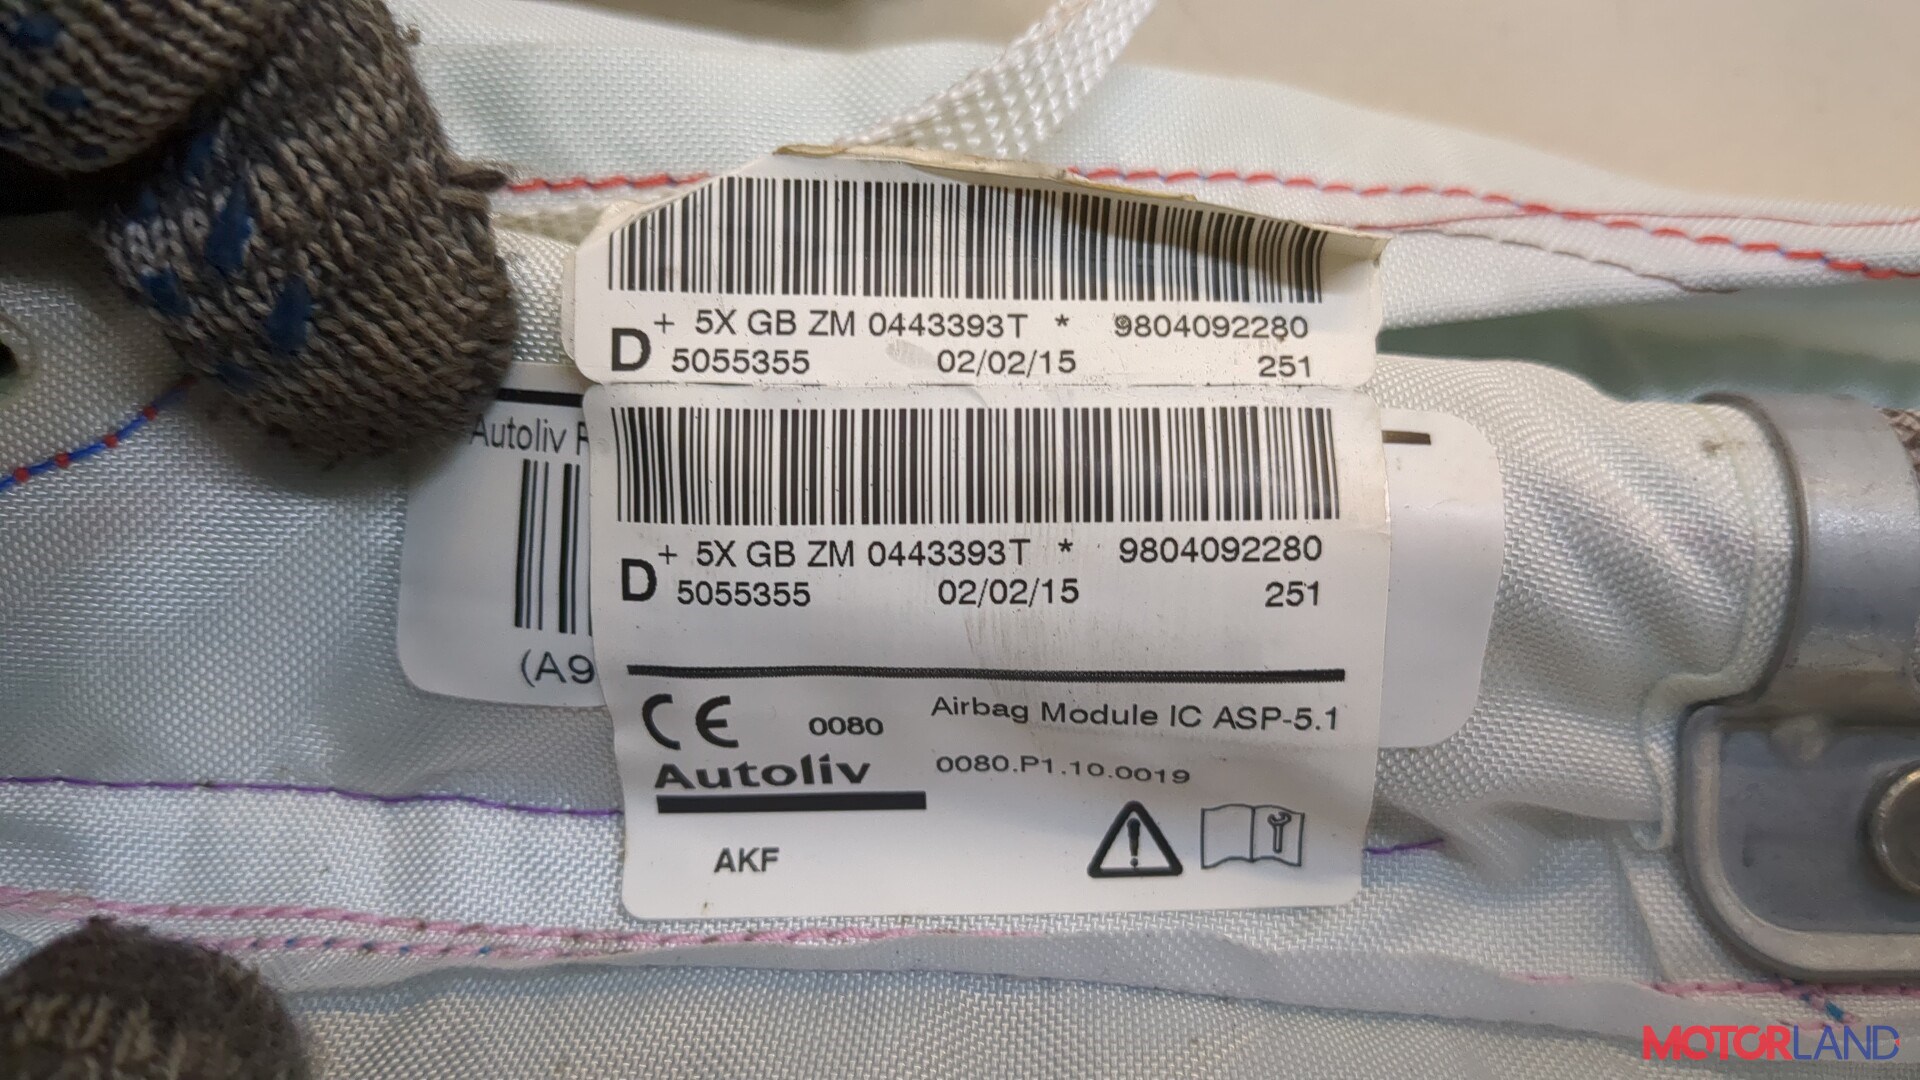 + 5X GB ZM 0443393T * 9804092280
D 5055355 02/02/15 251
Autoliv
+ 5X GB ZM 0443393T * 9804092280
D 5055355 02/02/15 251
(A9
CE 0080 Airbag Module IC ASP-5.1
Autoliv 0080.P1.10.0019
AKF
MOTORLAND